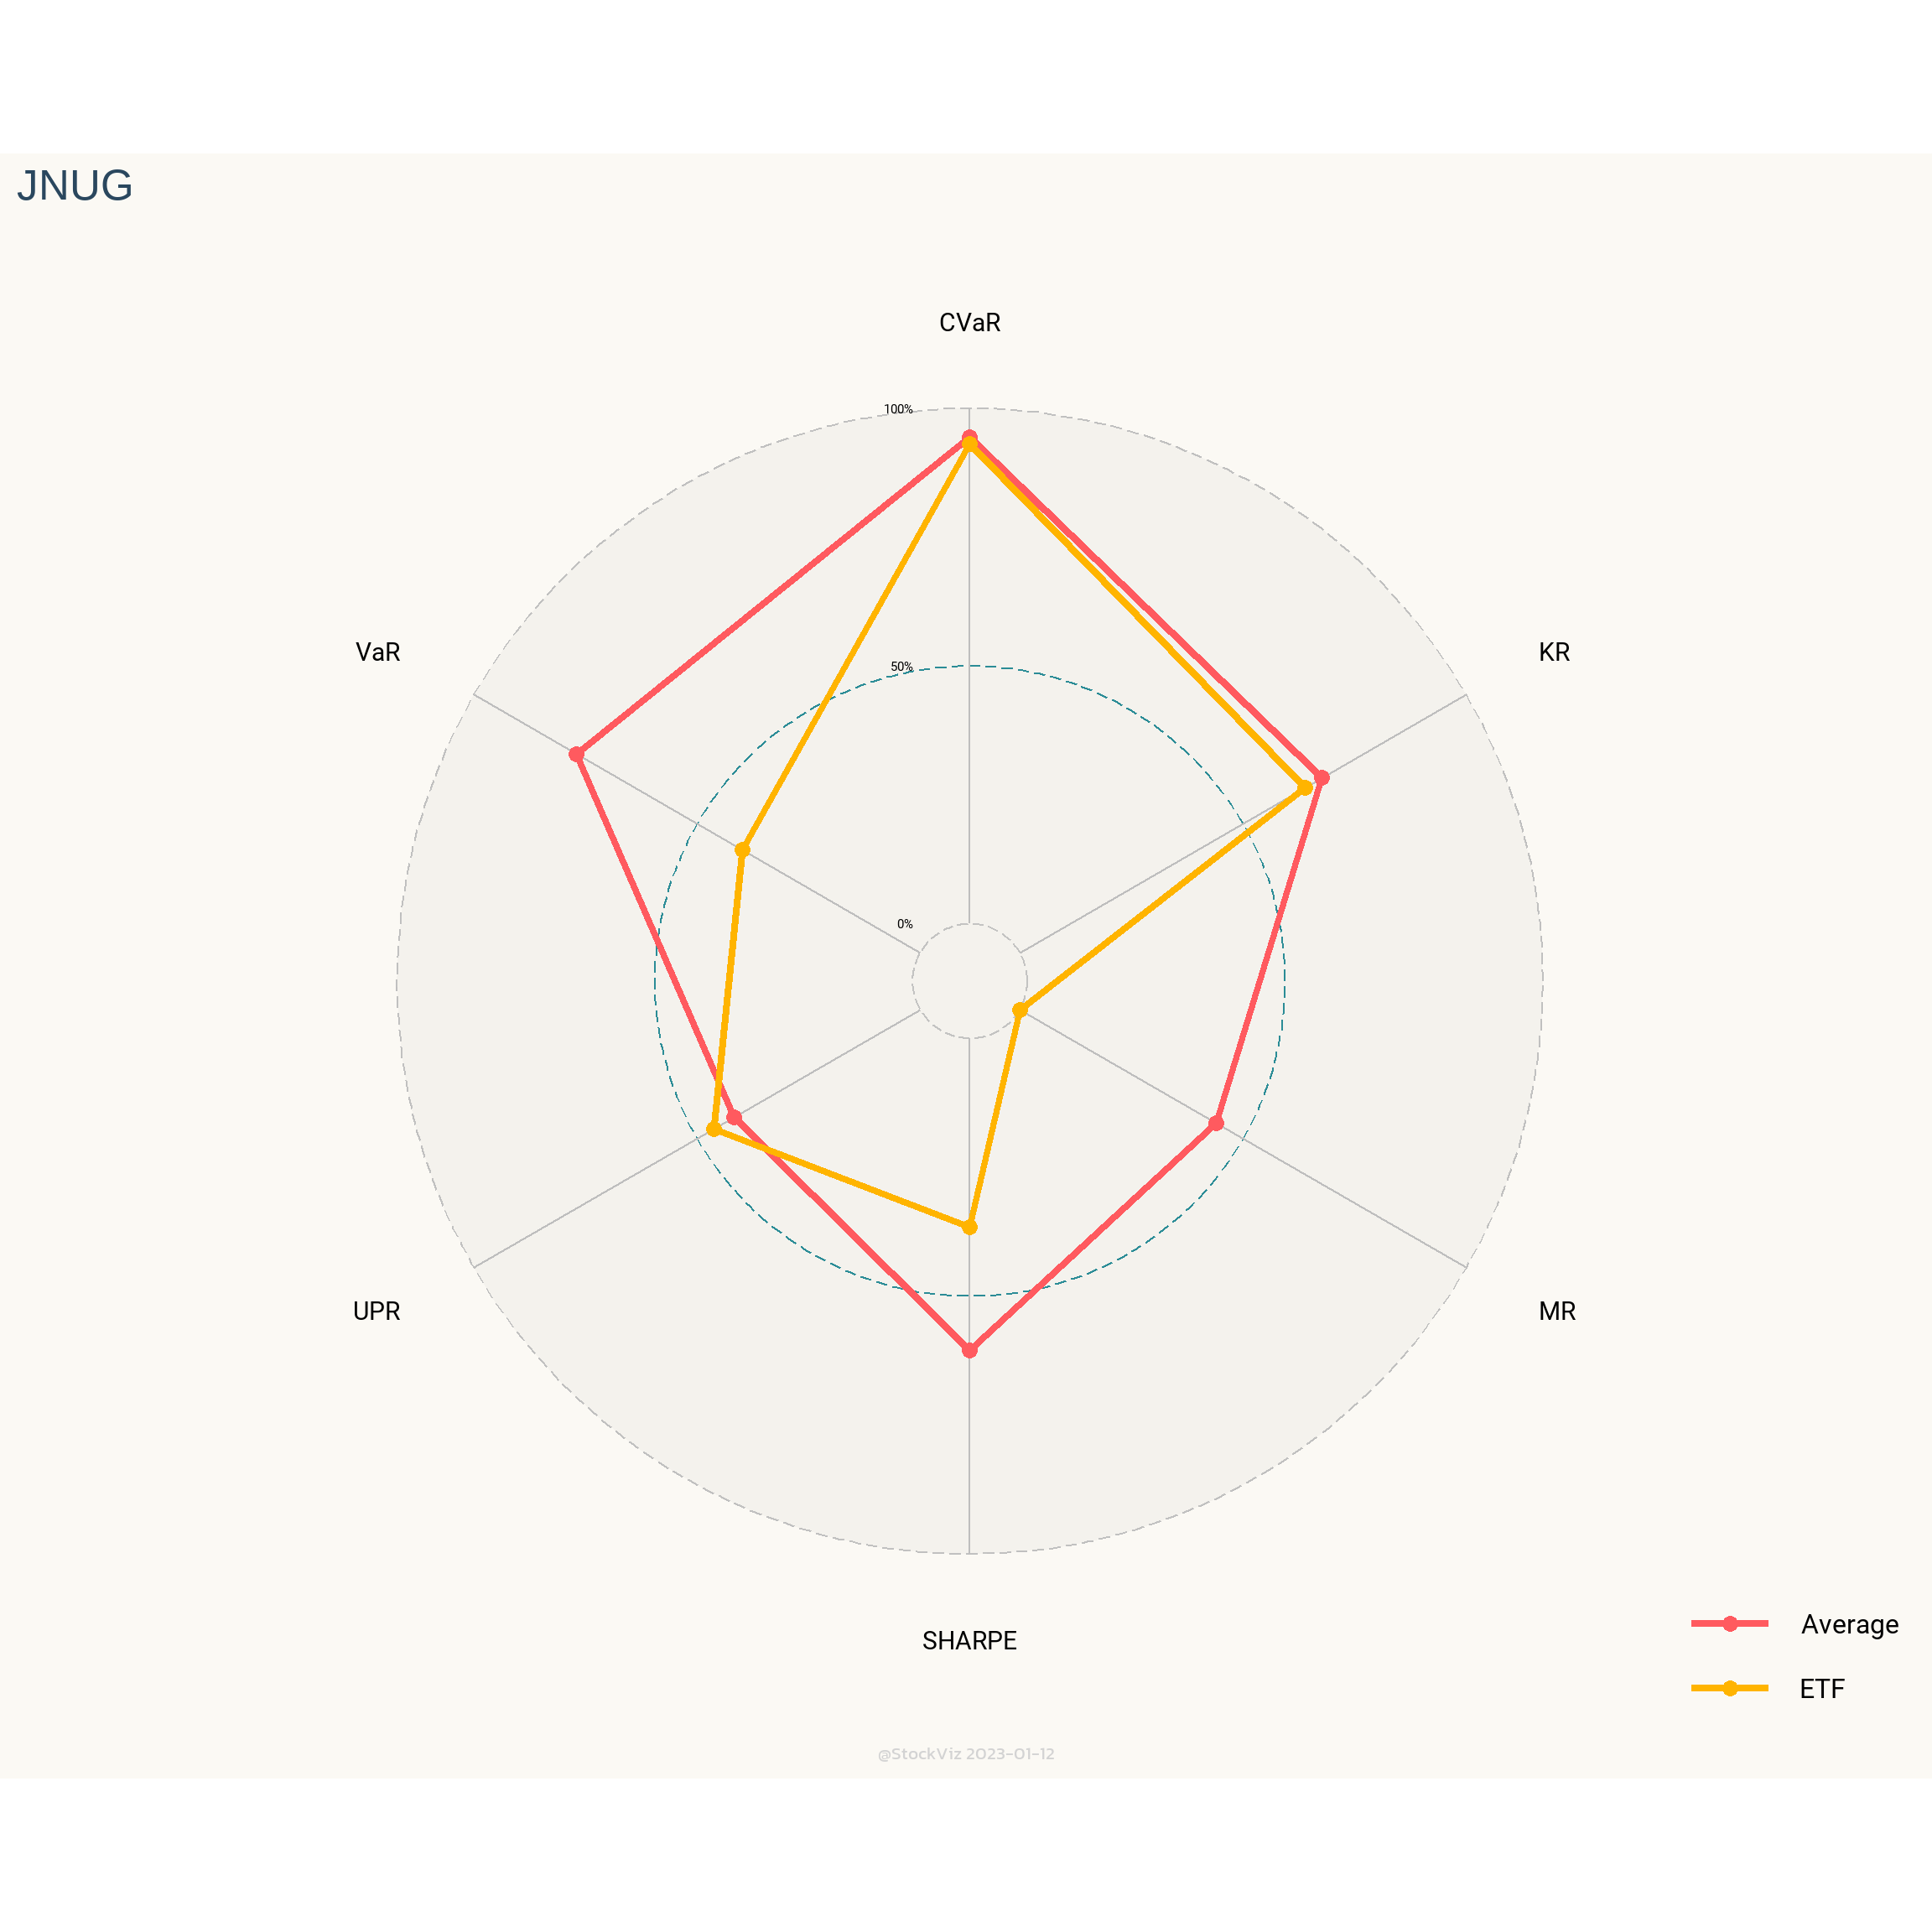 JNUG
CVaR
100%
VaR
KR
50%
0%
UPR
MR
SHARPE
Average
ETF
@StockViz 2023-01-12